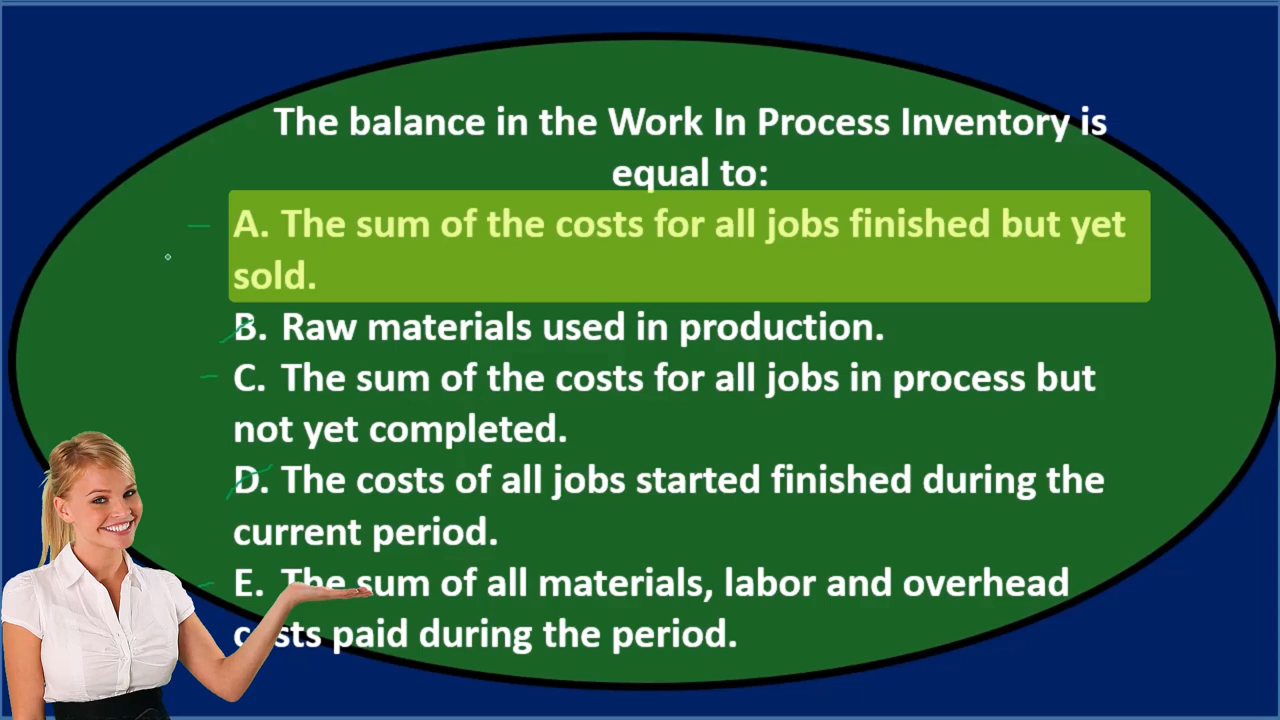 The balance in the Work In Process Inventory is
equal to:
A. The sum of the costs for all jobs finished but yet
sold.
B. Raw materials used in production.
C. The sum of the costs for all jobs in process but
not yet completed.
D. The costs of all jobs started finished during the
current period.
E. The sum of all materials, labor and overhead
costs paid during the period.